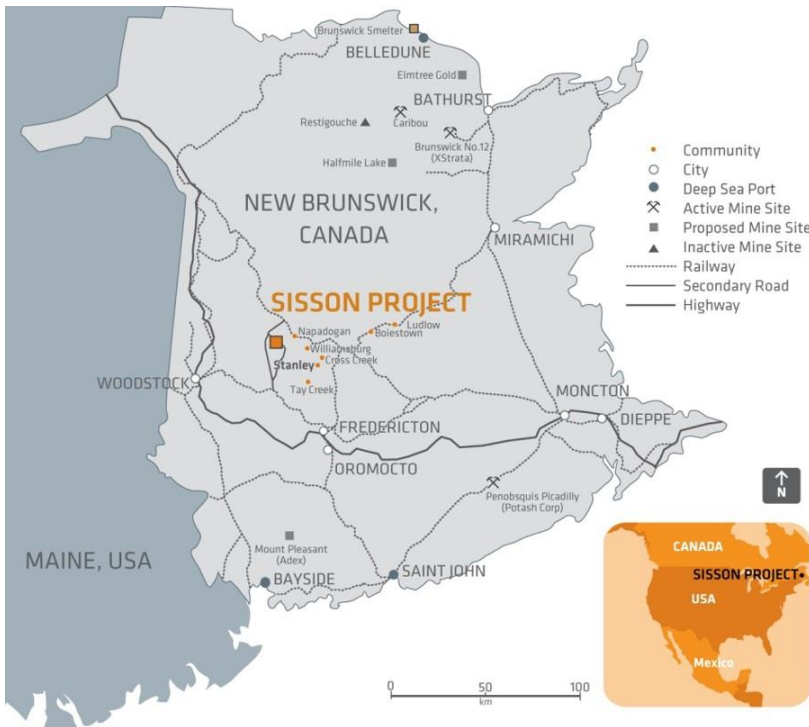 Brunswick Smelter
BELLEDUNE
Elmtree Gold
BATHURST
Restigouche
Caribou
Brunswick No.12
(XStrata)
Halfmile Lake
NEW BRUNSWICK,
CANADA
MIRAMICHI
Community
City
Deep Sea Port
Active Mine Site
Proposed Mine Site
Inactive Mine Site
Railway
Secondary Road
Highway
SISSON PROJECT
Napadogan
Ludlow
Boiestown
Williamsburg
Cross Creek
Stanley
Tay Creek
WOODSTOCK
MONCTON
DIEPPE
FREDERICTON
OROMOCTO
N
Penobsquis Picadilly
(Potash Corp)
Mount Pleasant
(Adex)
MAINE, USA
BAYSIDE
SAINT JOHN
CANADA
SISSON PROJECT
USA
Mexico
0 50 100
km